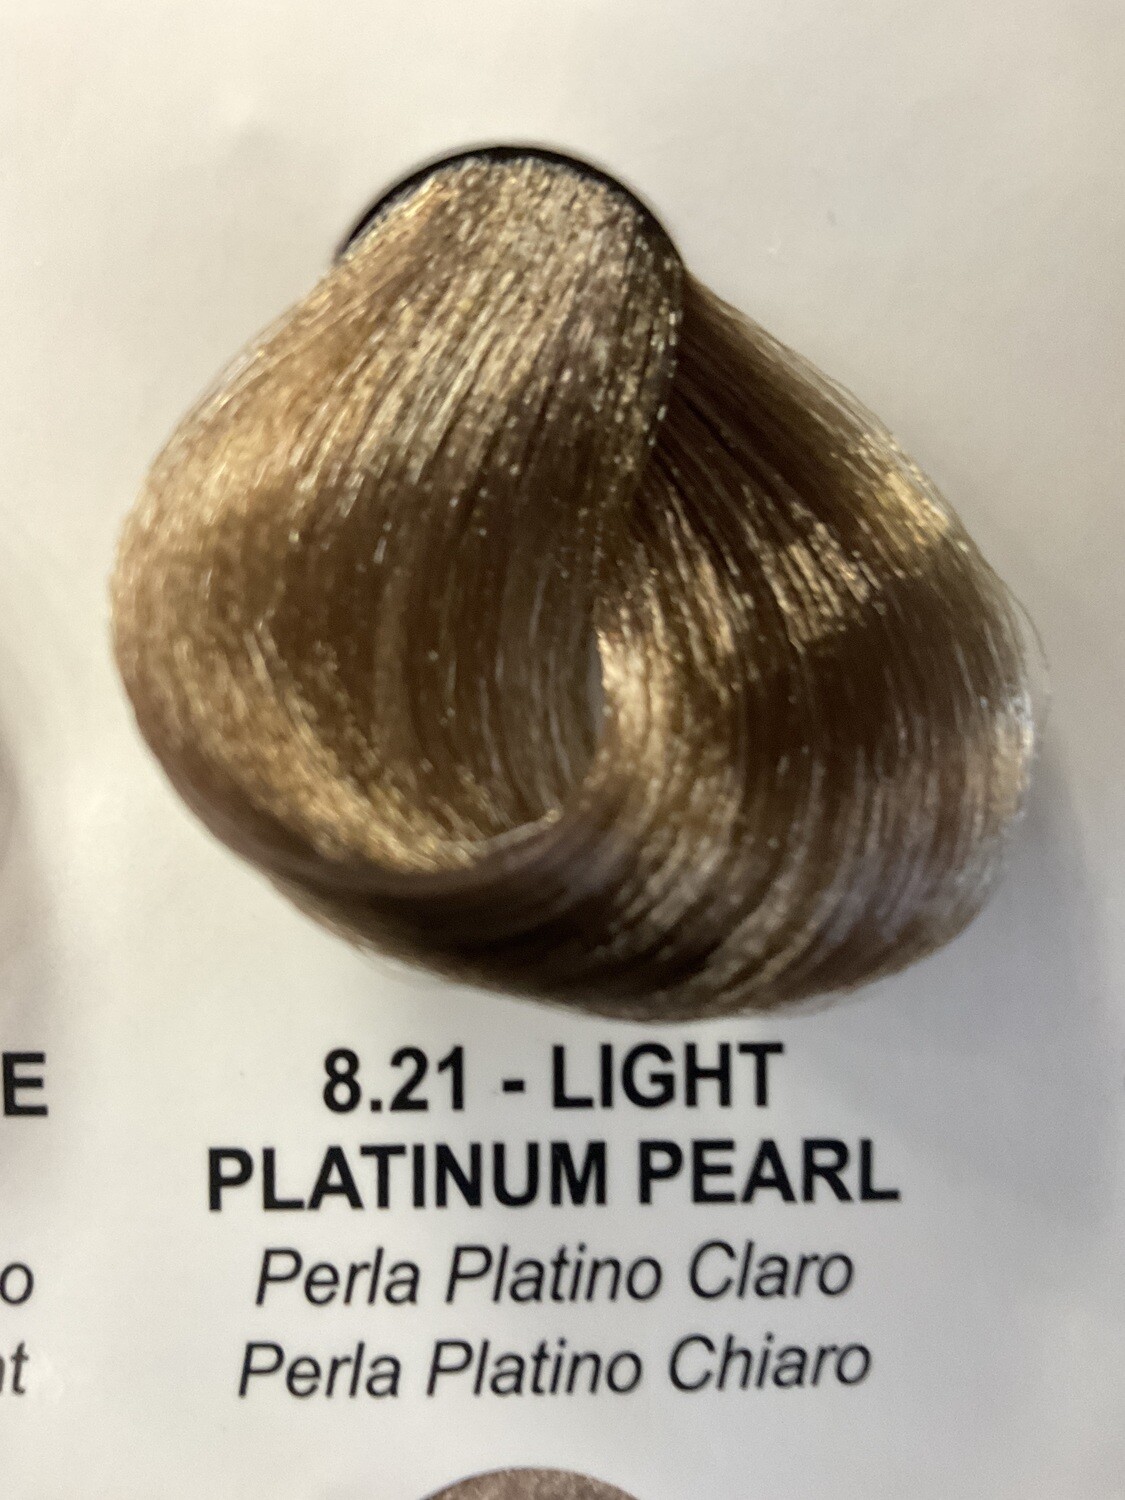 8.21 - LIGHT
PLATINUM PEARL
Perla Platino Claro
Perla Platino Chiaro